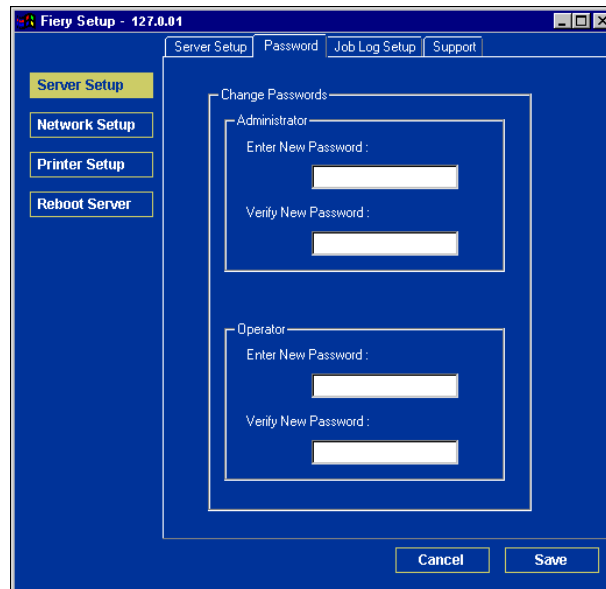 Fiery Setup - 127.0.01
Server Setup
Password
Job Log Setup
Support
Server Setup
Network Setup
Printer Setup
Reboot Server
Change Passwords
Administrator
Enter New Password :
Verify New Password :
Operator
Enter New Password :
Verify New Password :
Cancel
Save